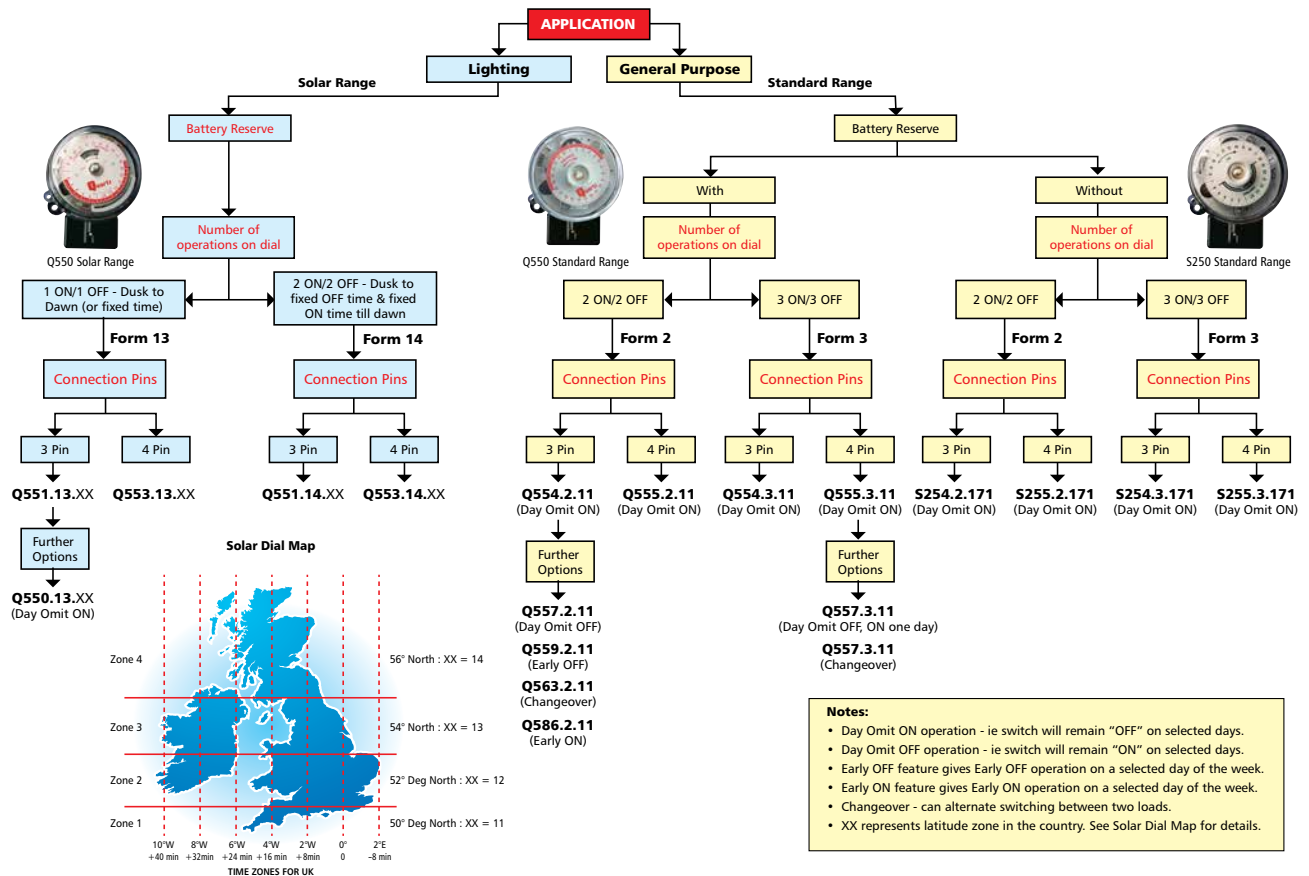 APPLICATION
Lighting
General Purpose
Solar Range
Standard Range
Battery Reserve
Battery Reserve
With
Without
Number of
operations on dial
Number of
operations on dial
Number of
operations on dial
Quartz
Quartz
Q550 Solar Range
Q550 Standard Range
S250 Standard Range
1 ON/1 OFF - Dusk to
Dawn (or fixed time)
2 ON/2 OFF - Dusk to
fixed OFF time & fixed
ON time till dawn
2 ON/2 OFF
3 ON/3 OFF
2 ON/2 OFF
3 ON/3 OFF
Form 13
Form 14
Form 2
Form 3
Form 2
Form 3
Connection Pins
Connection Pins
Connection Pins
Connection Pins
Connection Pins
Connection Pins
3 Pin
4 Pin
3 Pin
4 Pin
3 Pin
4 Pin
3 Pin
4 Pin
3 Pin
4 Pin
3 Pin
4 Pin
Q551.13.XX
Q553.13.XX
Q551.14.XX
Q553.14.XX
Q554.2.11
(Day Omit ON)
Q555.2.11
(Day Omit ON)
Q554.3.11
(Day Omit ON)
Q555.3.11
(Day Omit ON)
S254.2.171
(Day Omit ON)
S255.2.171
(Day Omit ON)
S254.3.171
(Day Omit ON)
S255.3.171
(Day Omit ON)
Further
Options
Q550.13.XX
(Day Omit ON)
Further
Options
Q557.2.11
(Day Omit OFF)
Q559.2.11
(Early OFF)
Q563.2.11
(Changeover)
Q586.2.11
(Early ON)
Further
Options
Q557.3.11
(Day Omit OFF, ON one day)
Q557.3.11
(Changeover)
Solar Dial Map
Zone 4
56° North : XX = 14
Zone 3
54° North : XX = 13
Zone 2
52° Deg North : XX = 12
Zone 1
50° Deg North : XX = 11
10°W 8°W 6°W 4°W 2°W 0° 2°E
+40 min +32min +24 min +16 min +8min 0 –8 min
TIME ZONES FOR UK
Notes:
• Day Omit ON operation - ie switch will remain “OFF” on selected days.
• Day Omit OFF operation - ie switch will remain “ON” on selected days.
• Early OFF feature gives Early OFF operation on a selected day of the week.
• Early ON feature gives Early ON operation on a selected day of the week.
• Changeover - can alternate switching between two loads.
• XX represents latitude zone in the country. See Solar Dial Map for details.